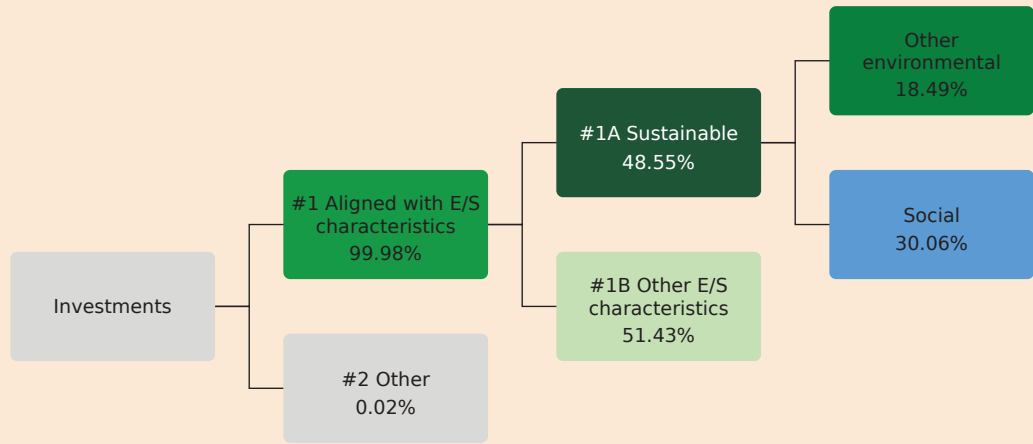 Investments
#1 Aligned with E/S
characteristics
99.98%
#2 Other
0.02%
#1A Sustainable
48.55%
#1B Other E/S
characteristics
51.43%
Other
environmental
18.49%
Social
30.06%